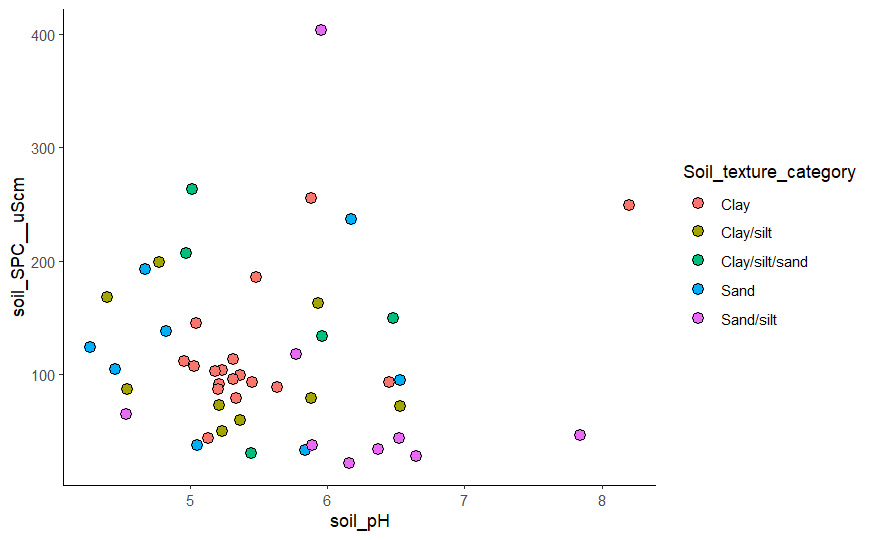 400
300
200
100
soil_SPC__uScm
5 6 7 8
soil_pH
Soil_texture_category
Clay
Clay/silt
Clay/silt/sand
Sand
Sand/silt